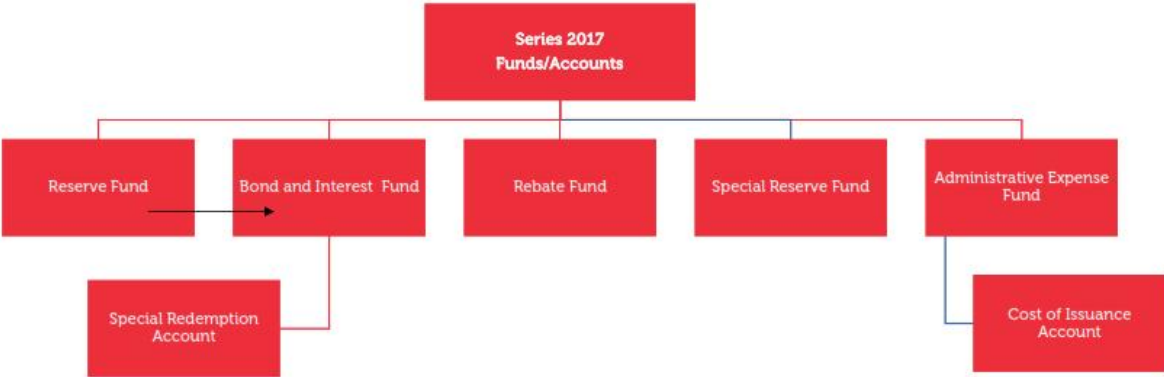 Series 2017
Funds/Accounts
Reserve Fund
Bond and Interest Fund
Rebate Fund
Special Reserve Fund
Administrative Expense
Fund
Special Redemption
Account
Cost of Issuance
Account